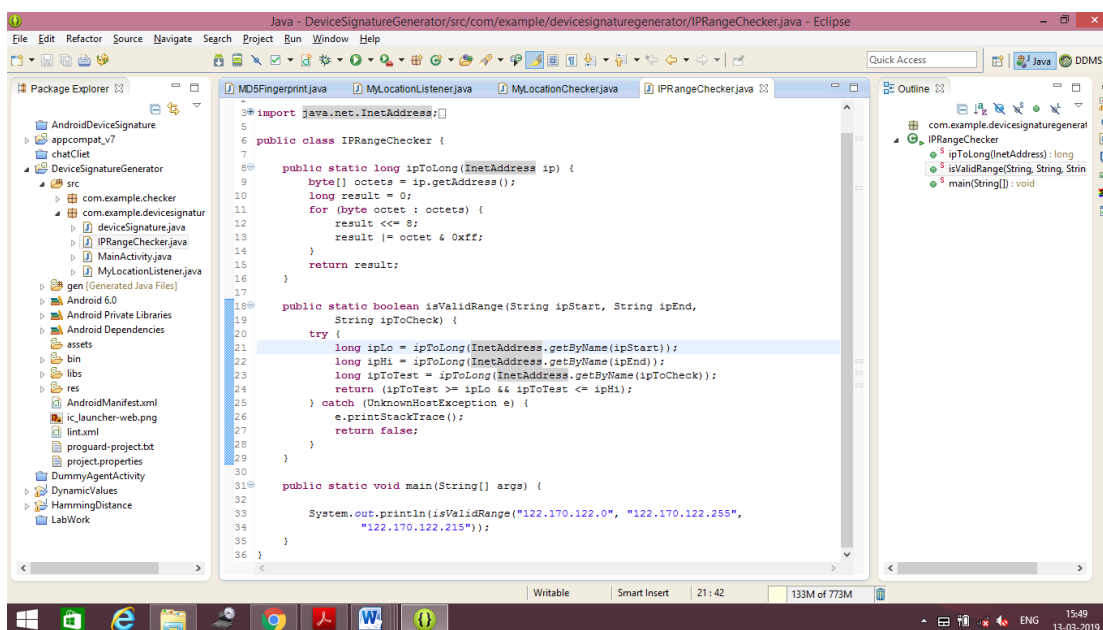 Java - DeviceSignatureGenerator/src/com/example/devicesignaturegenerator/IPRangeChecker.java - Eclipse
File Edit Refactor Source Navigate Search Project Run Window Help
Quick Access Java DDMS
Package Explorer
AndroidDeviceSignature
appcompat_v7
chatCliet
DeviceSignatureGenerator
src
com.example.checker
com.example.devicesignatur
deviceSignature.java
IPRangeChecker.java
MainActivity.java
MyLocationListener.java
gen [Generated Java Files]
Android 6.0
Android Private Libraries
Android Dependencies
assets
bin
libs
res
AndroidManifest.xml
ic_launcher-web.png
lint.xml
proguard-project.txt
project.properties
DummyAgentActivity
DynamicValues
HammingDistance
LabWork
MD5Fingerprint.java MyLocationListener.java MyLocationChecker.java IPRangeChecker.java
3 import java.net.InetAddress;
5
6 public class IPRangeChecker {
7
8 public static long ipToLong(InetAddress ip) {
9 byte[] octets = ip.getAddress();
10 long result = 0;
11 for (byte octet : octets) {
12 result <<= 8;
13 result |= octet & 0xff;
14 }
15 return result;
16 }
17
18 public static boolean isValidRange(String ipStart, String ipEnd,
19 String ipToCheck) {
20 try {
21 long ipLo = ipToLong(InetAddress.getByName(ipStart));
22 long ipHi = ipToLong(InetAddress.getByName(ipEnd));
23 long ipToTest = ipToLong(InetAddress.getByName(ipToCheck));
24 return (ipToTest >= ipLo && ipToTest <= ipHi);
25 } catch (UnknownHostException e) {
26 e.printStackTrace();
27 return false;
28 }
29 }
30
31 public static void main(String[] args) {
32
33 System.out.println(isValidRange("122.170.122.0", "122.170.122.255",
34 "122.170.122.215"));
35 }
36 }
Outline
com.example.devicesignaturegenerat
IPRangeChecker
ipToLong(InetAddress) : long
isValidRange(String, String, Strin
main(String[]) : void
Writable Smart Insert 21 : 42 133M of 773M
ENG 15:49
13-03-2019